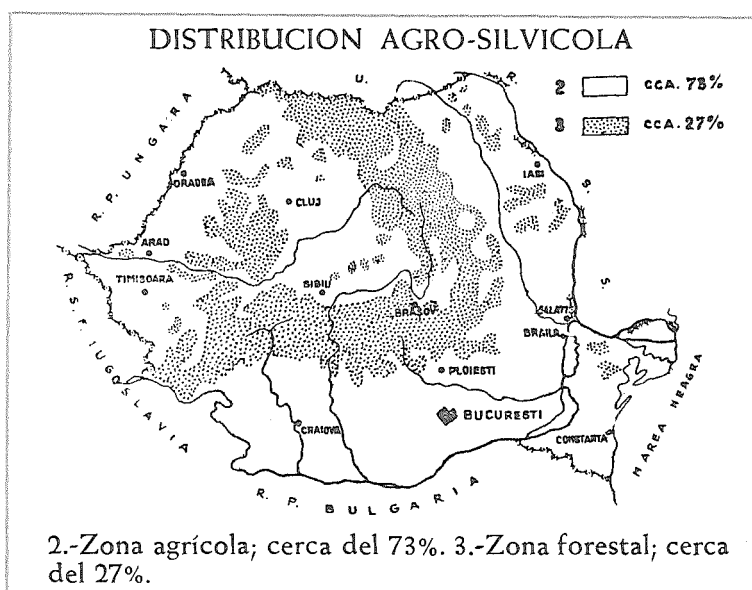 DISTRIBUCION AGRO-SILVICOLA
U. R. S. S.
2 CCA. 73%
3 CCA. 27%
R. P. UNGARA
ORADEA
CLUJ
IASI
ARAD
TIMISOARA
SIBIU
BRASOV
GALATI
BRAILA
R. S. F. IUGOSLAVIA
PLOIESTI
BUCURESTI
CRAIOVA
CONSTANTA
MAREA NEAGRA
R. P. BULGARIA
2.-Zona agrícola; cerca del 73%. 3.-Zona forestal; cerca
del 27%.